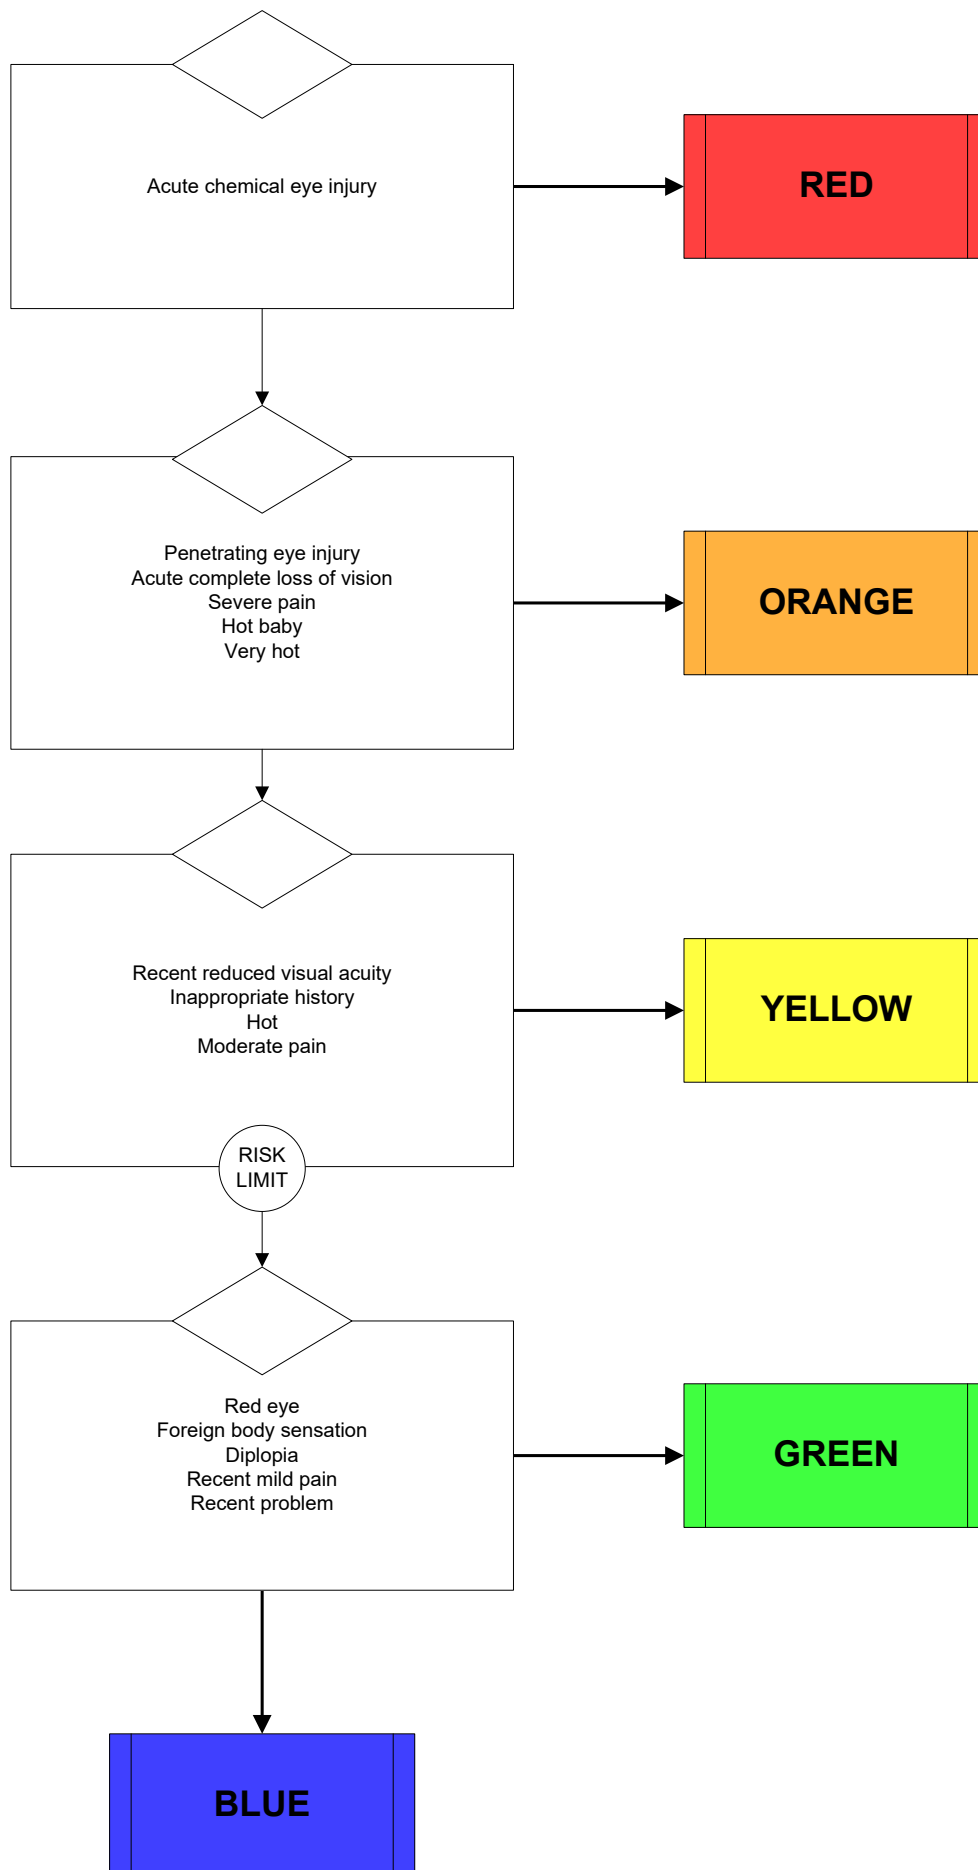 Acute chemical eye injury
RED
Penetrating eye injury
Acute complete loss of vision
Severe pain
Hot baby
Very hot
ORANGE
Recent reduced visual acuity
Inappropriate history
Hot
Moderate pain
YELLOW
RISK
LIMIT
Red eye
Foreign body sensation
Diplopia
Recent mild pain
Recent problem
GREEN
BLUE